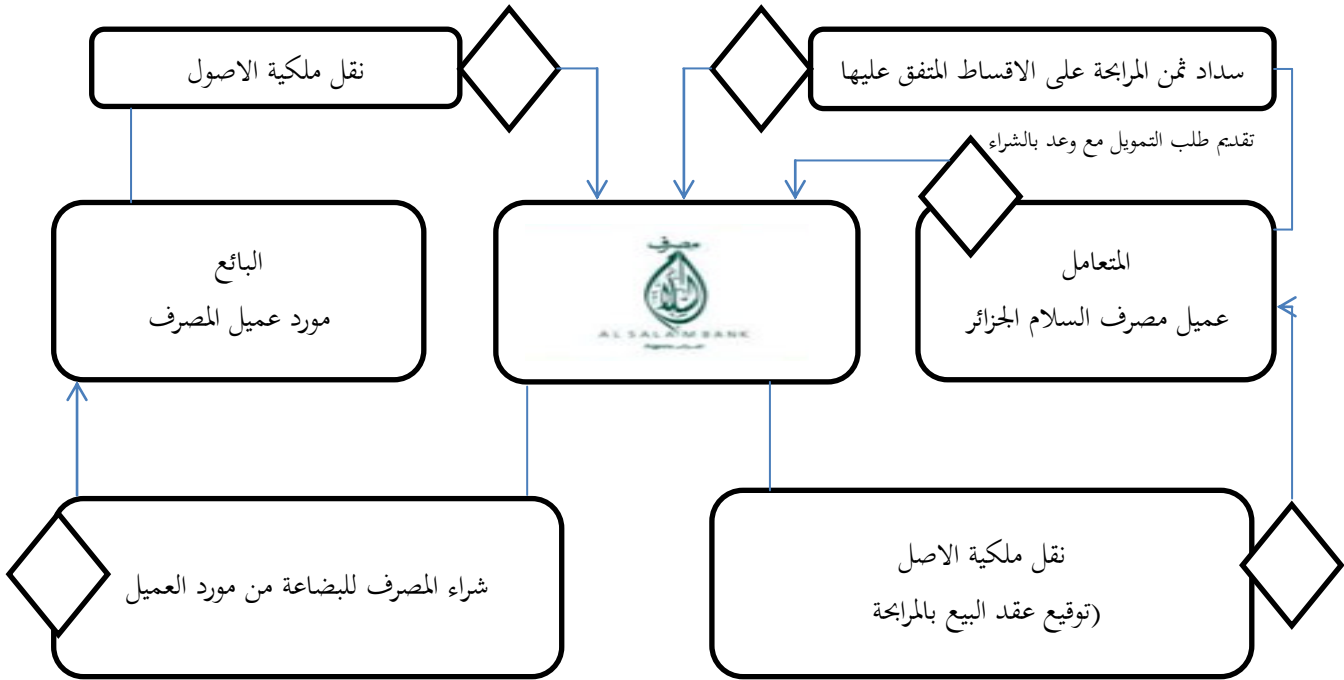 سداد ثمن المرابحة على الاقساط المتفق عليها
نقل ملكية الاصول
تقديم طلب التمويل مع وعد بالشراء
المتعامل
عميل مصرف السلام الجزائر
مصرف
السلام
AL SALAM BANK
البائع
مورد عميل المصرف
نقل ملكية الاصل
(توقيع عقد البيع بالمرابحة
شراء المصرف للبضاعة من مورد العميل